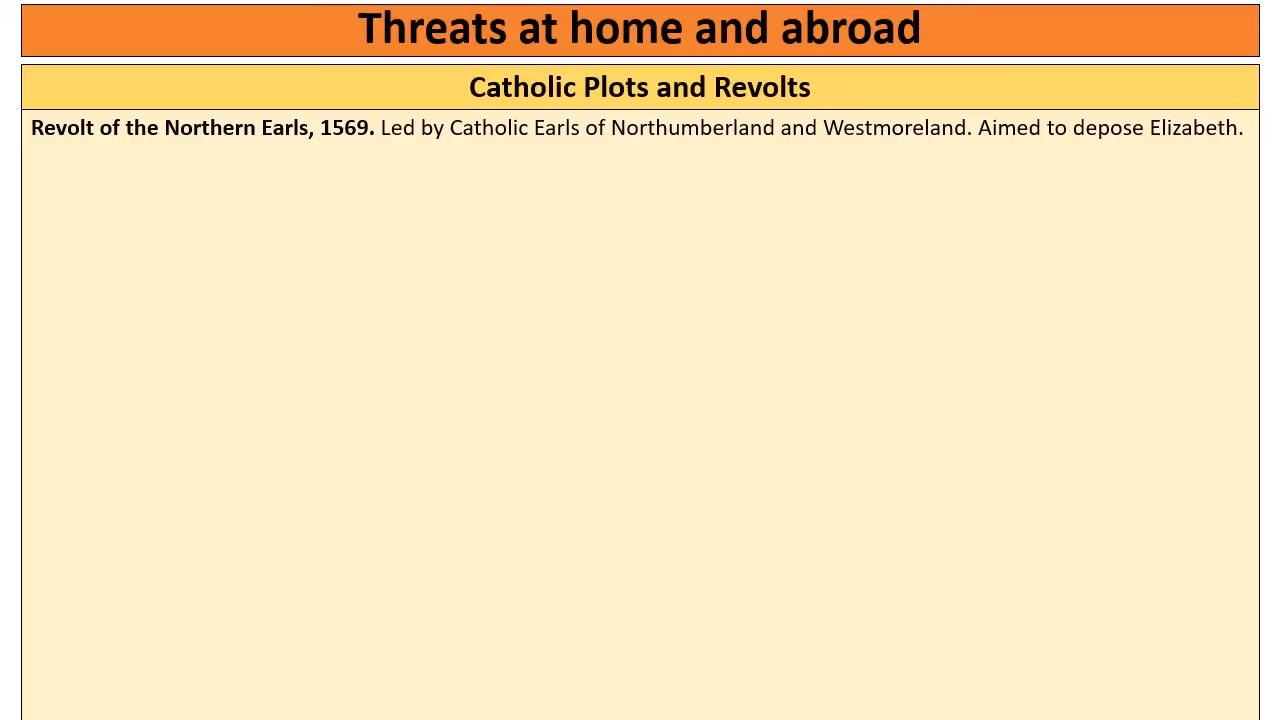 Threats at home and abroad
Catholic Plots and Revolts
Revolt of the Northern Earls, 1569. Led by Catholic Earls of Northumberland and Westmoreland. Aimed to depose Elizabeth.